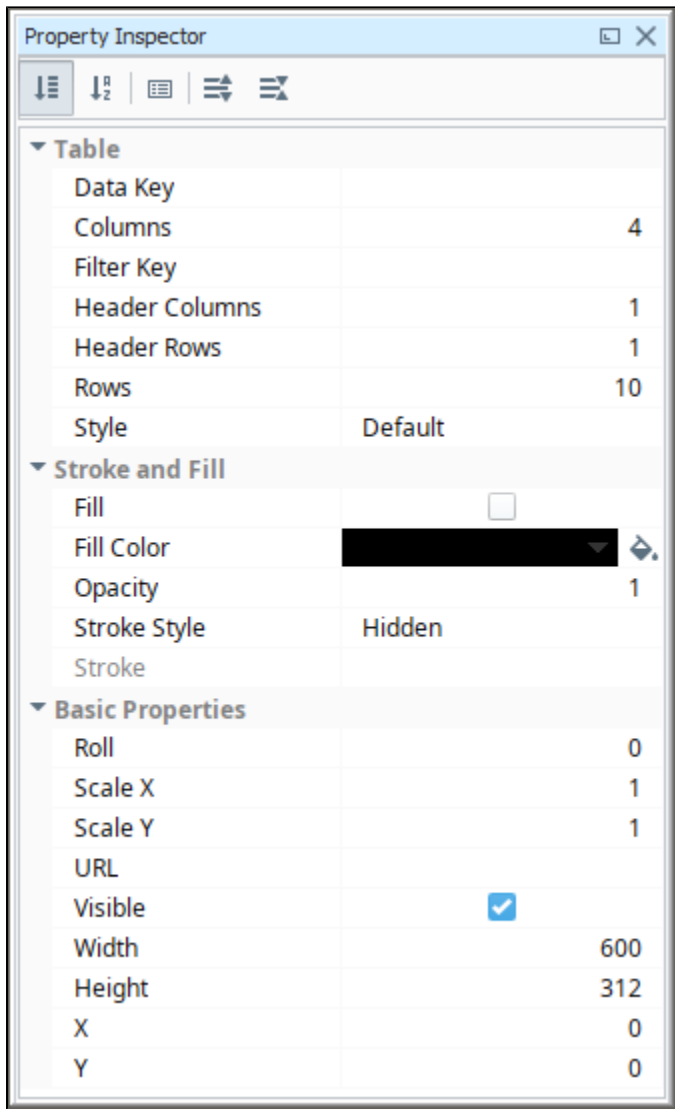 Property Inspector
A
Z
Table
Data Key
Columns 4
Filter Key
Header Columns 1
Header Rows 1
Rows 10
Style Default
Stroke and Fill
Fill
Fill Color
Opacity 1
Stroke Style Hidden
Stroke
Basic Properties
Roll 0
Scale X 1
Scale Y 1
URL
Visible
Width 600
Height 312
X 0
Y 0